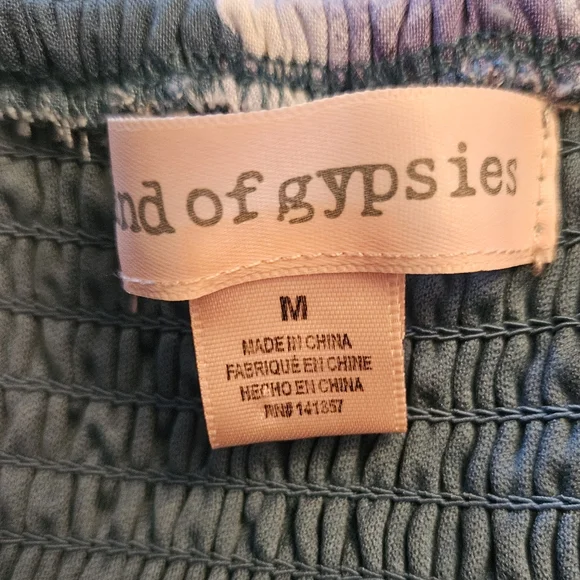 nd of gypsies
M
MADE IN CHINA
FABRIQUÉ EN CHINE
HECHO EN CHINA
RN# 141357